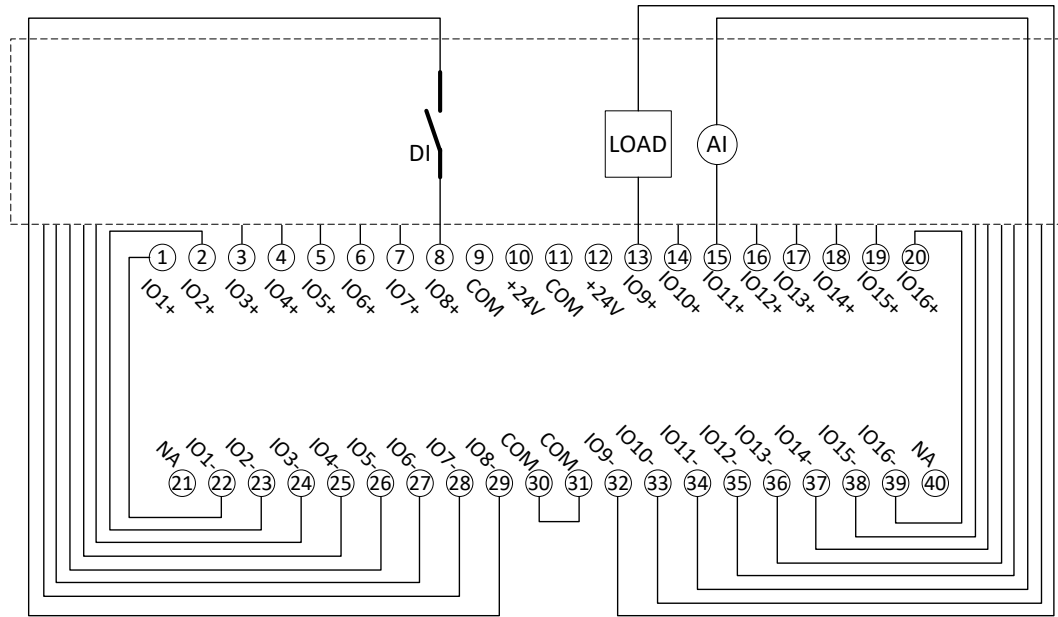 DI
LOAD
AI
1 2 3 4 5 6 7 8 9 10 11 12 13 14 15 16 17 18 19 20
IO1+ IO2+ IO3+ IO4+ IO5+ IO6+ IO7+ IO8+ COM +24V COM +24V IO9+ IO10+ IO11+ IO12+ IO13+ IO14+ IO15+ IO16+
NA IO1- IO2- IO3- IO4- IO5- IO6- IO7- IO8- COM COM IO9- IO10- IO11- IO12- IO13- IO14- IO15- IO16- NA
21 22 23 24 25 26 27 28 29 30 31 32 33 34 35 36 37 38 39 40